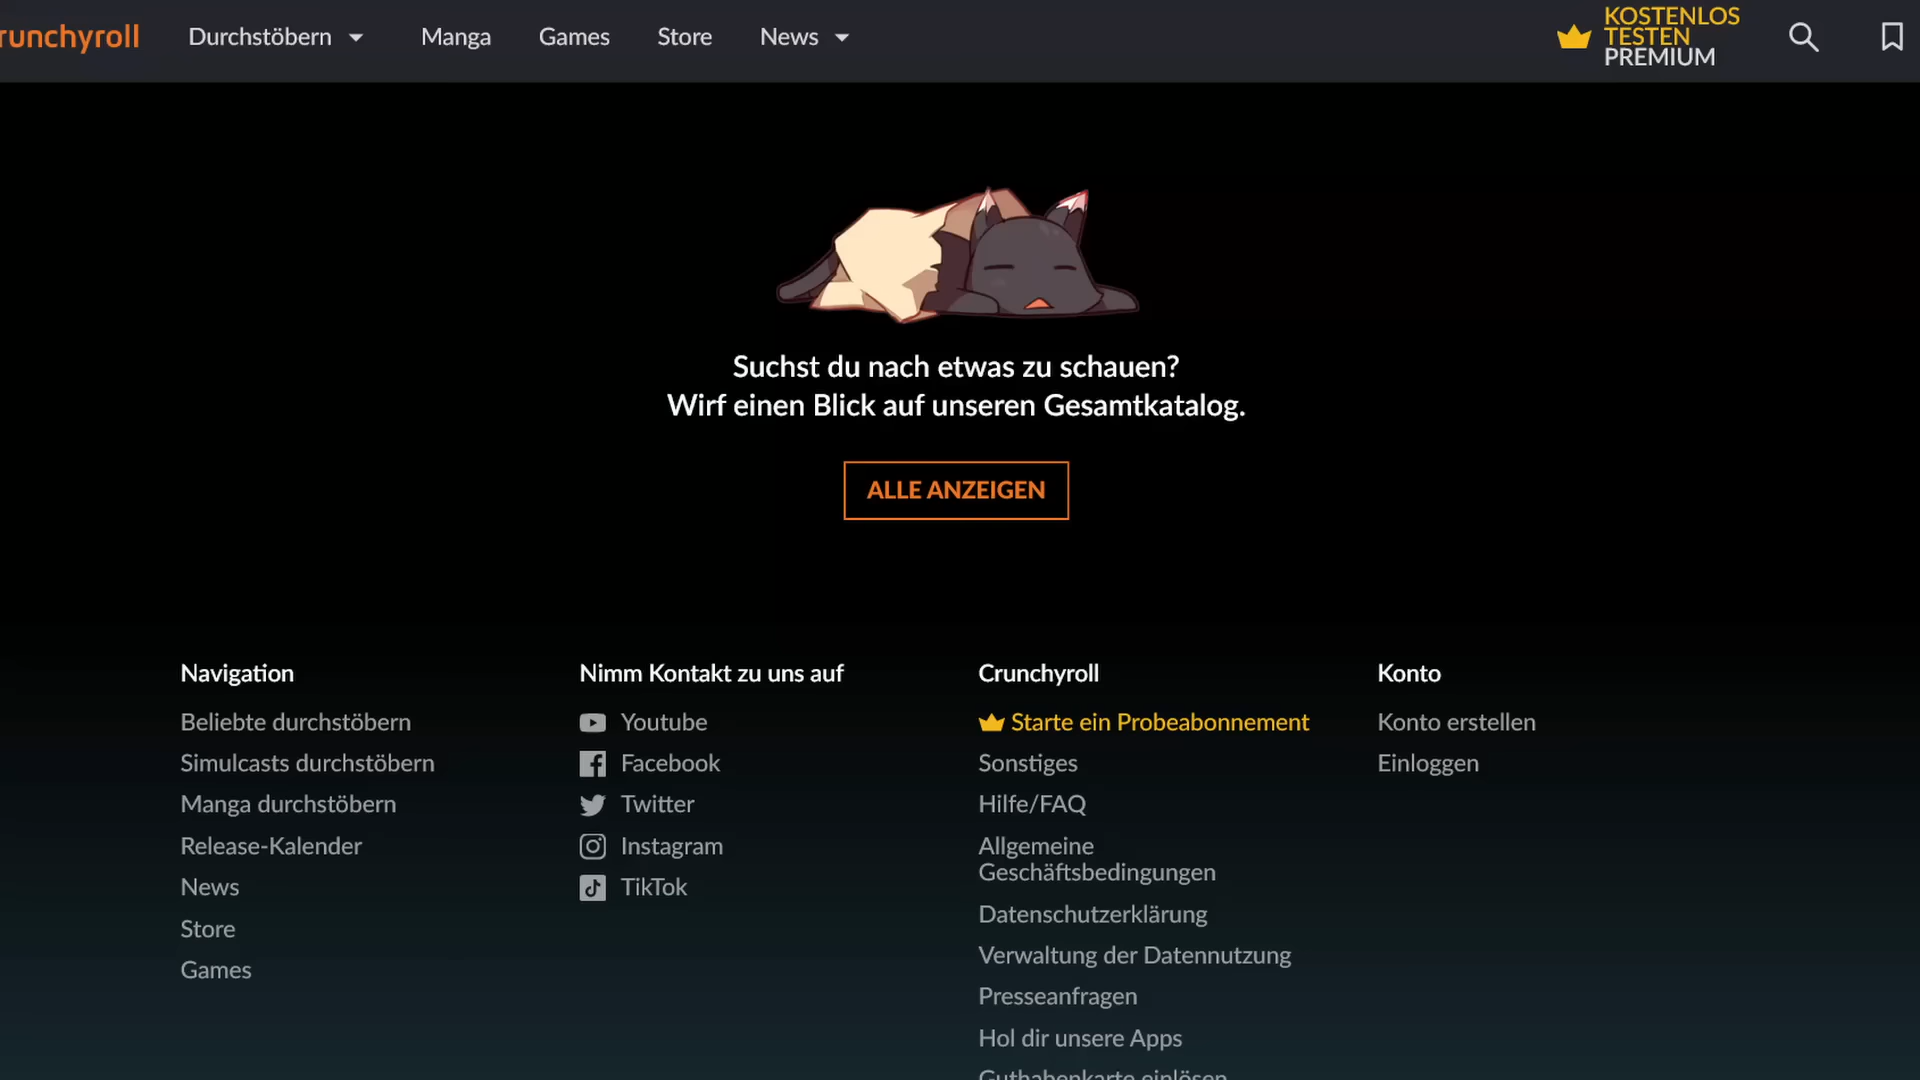 runchyroll
Durchstöbern
Manga
Games
Store
News
KOSTENLOS
TESTEN
PREMIUM
Suchst du nach etwas zu schauen?
Wirf einen Blick auf unseren Gesamtkatalog.
ALLE ANZEIGEN
Navigation
Beliebte durchstöbern
Simulcasts durchstöbern
Manga durchstöbern
Release-Kalender
News
Store
Games
Nimm Kontakt zu uns auf
Youtube
Facebook
Twitter
Instagram
TikTok
Crunchyroll
Starte ein Probeabonnement
Sonstiges
Hilfe/FAQ
Allgemeine
Geschäftsbedingungen
Datenschutzerklärung
Verwaltung der Datennutzung
Presseanfragen
Hol dir unsere Apps
Guthabenkarte einlösen
Konto
Konto erstellen
Einloggen